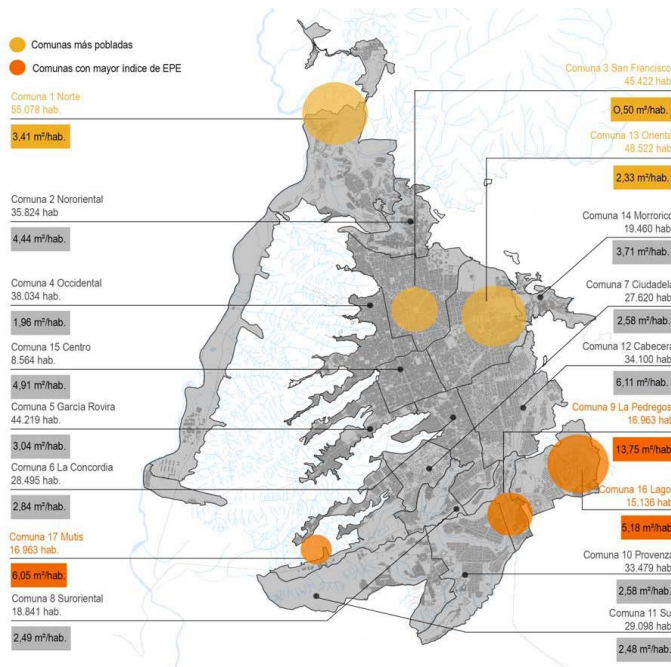 Comunas más pobladas
Comunas con mayor índice de EPE
Comuna 1 Norte
55.078 hab.
3,41 m²/hab.
Comuna 2 Nororiental
35.824 hab
4,44 m²/hab.
Comuna 4 Occidental
38.034 hab.
1,96 m²/hab.
Comuna 15 Centro
8.564 hab.
4,91 m²/hab.
Comuna 5 García Rovira
44.219 hab.
3,04 m²/hab.
Comuna 6 La Concordia
28.495 hab.
2,84 m²/hab.
Comuna 17 Mutis
16.963 hab.
6,05 m²/hab.
Comuna 8 Suroriental
18.841 hab.
2,49 m²/hab.
Comuna 3 San Francisco
45 422 hab.
O,50 m²/hab.
Comuna 13 Orienta
48.522 hab.
2,33 m²/hab.
Comuna 14 Morrorico
19.460 hab.
3,71 m²/hab.
Comuna 7 Ciudadela
27.620 hab.
2,58 m²/hab.
Comuna 12 Cabecera
34.100 hab.
6,11 m²/hab.
Comuna 9 La Pedregos
16.963 hab.
13,75 m²/hab
Comuna 16 Lago
15.136 hab
5,18 m²/hab.
Comuna 10 Provenza
33.479 hab.
2,58 m²/hab.
Comuna 11 Su
29.098 hab
2,48 m²/hab.